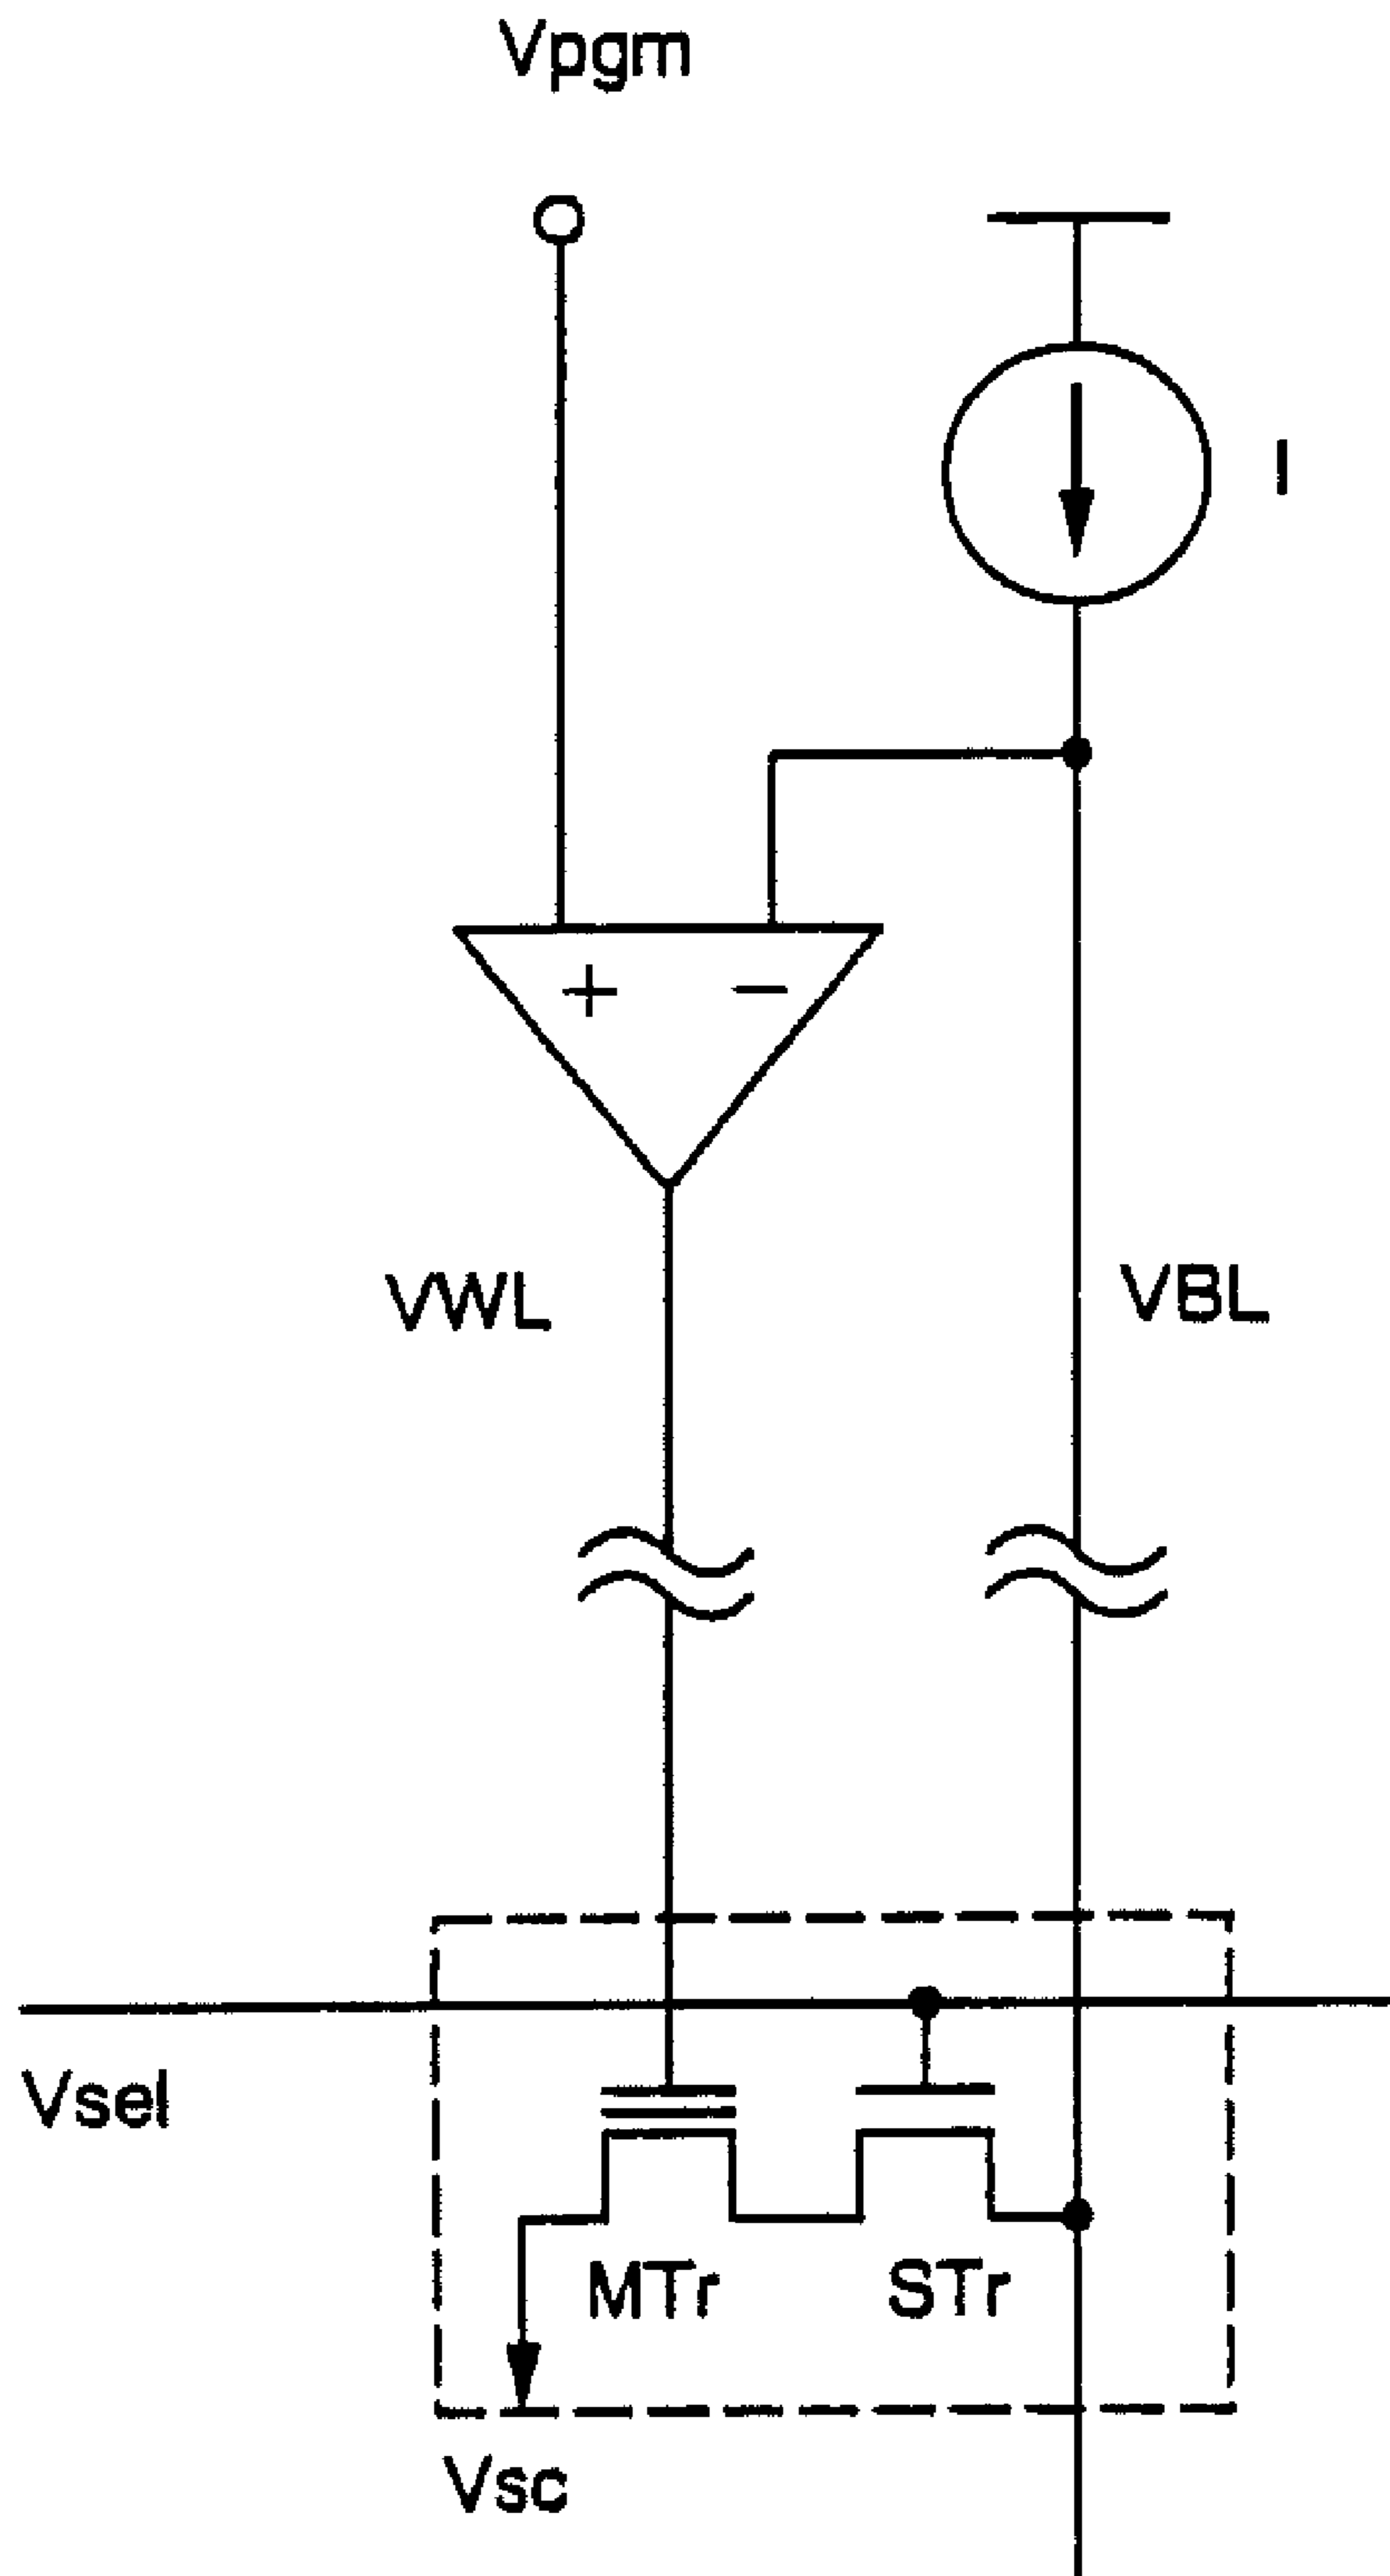 Vpgm
I
+ −
VWL
VBL
Vsel
MTr
STr
Vsc